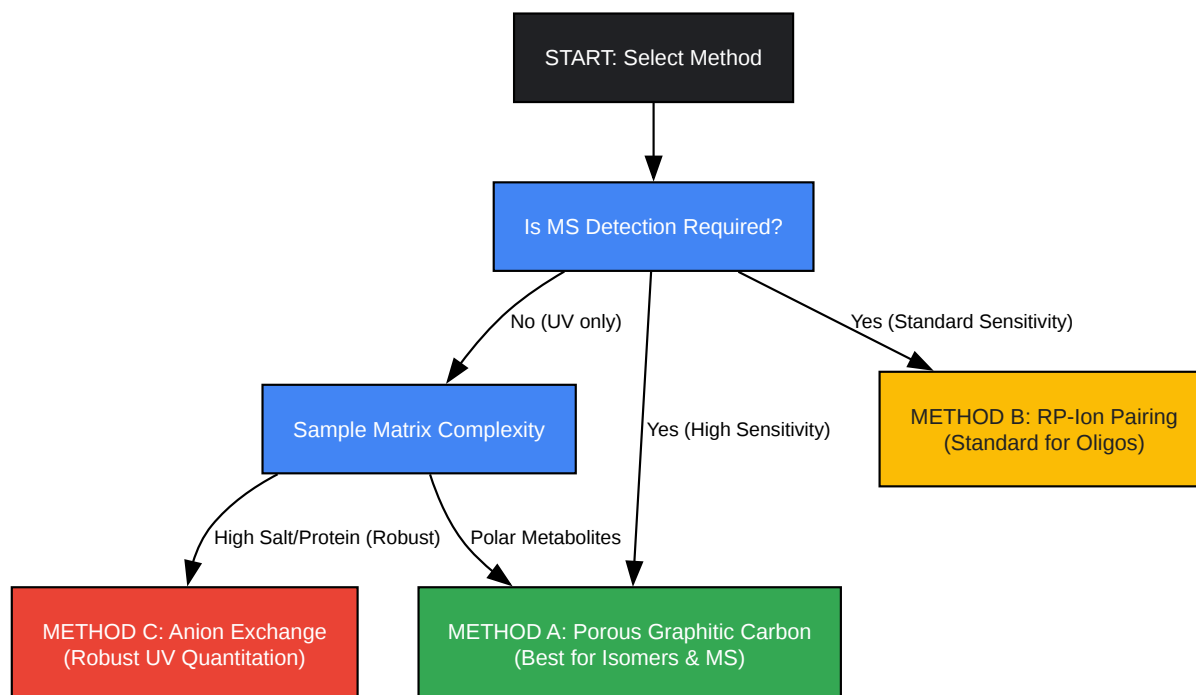 START: Select Method
Is MS Detection Required?
No (UV only)
Yes (Standard Sensitivity)
Sample Matrix Complexity
Yes (High Sensitivity)
METHOD B: RP-Ion Pairing
(Standard for Oligos)
High Salt/Protein (Robust)
Polar Metabolites
METHOD C: Anion Exchange
(Robust UV Quantitation)
METHOD A: Porous Graphitic Carbon
(Best for Isomers & MS)